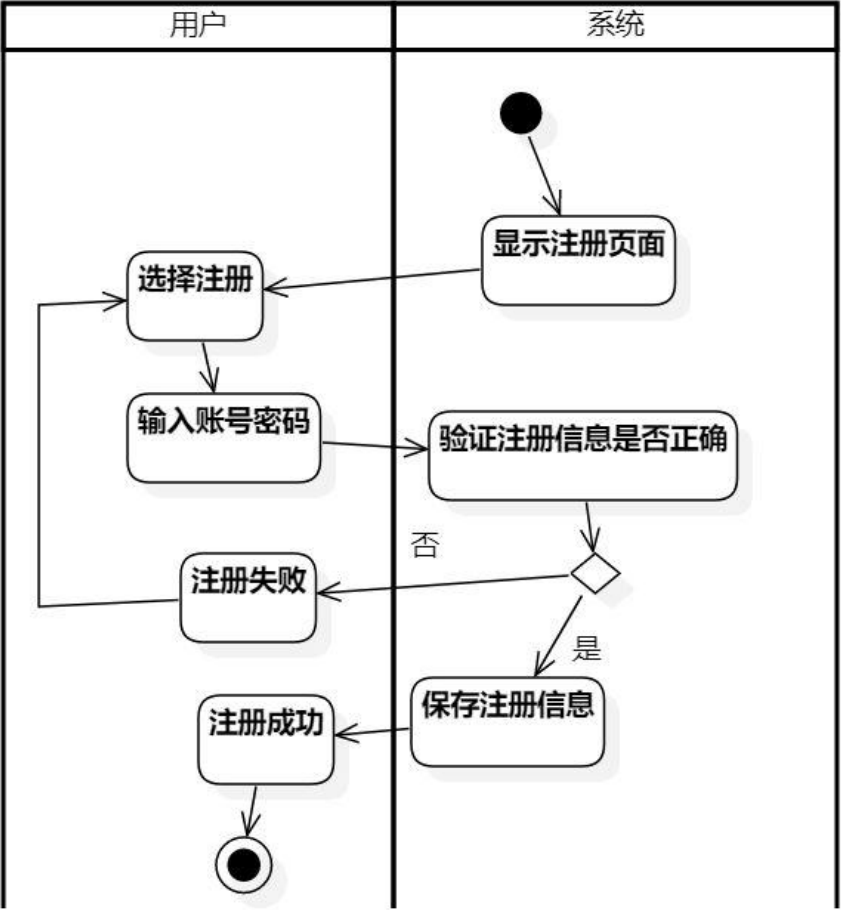 用户
系统
显示注册页面
选择注册
输入账号密码
验证注册信息是否正确
否
注册失败
是
保存注册信息
注册成功